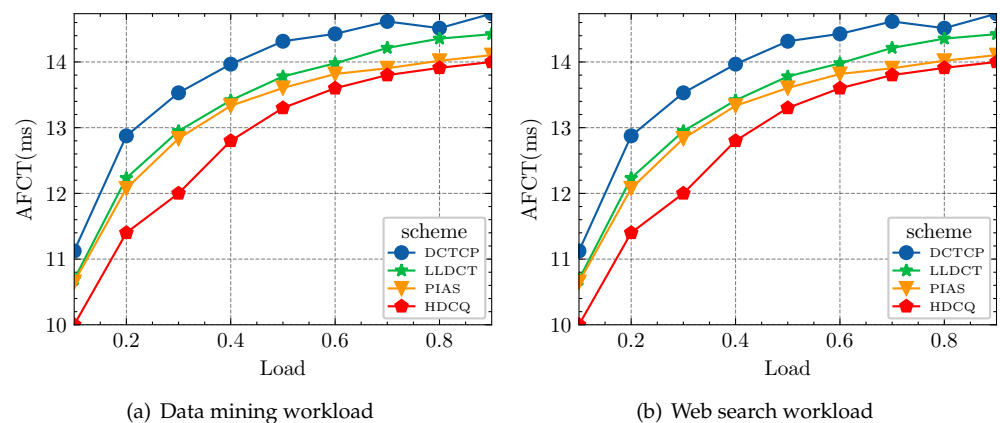 14
13
12
11
10
AFCT(ms)
0.2
0.4
0.6
0.8
Load
scheme
DCTCP
LLDCT
PIAS
HDCQ
(a) Data mining workload
14
13
12
11
10
AFCT(ms)
0.2
0.4
0.6
0.8
Load
scheme
DCTCP
LLDCT
PIAS
HDCQ
(b) Web search workload